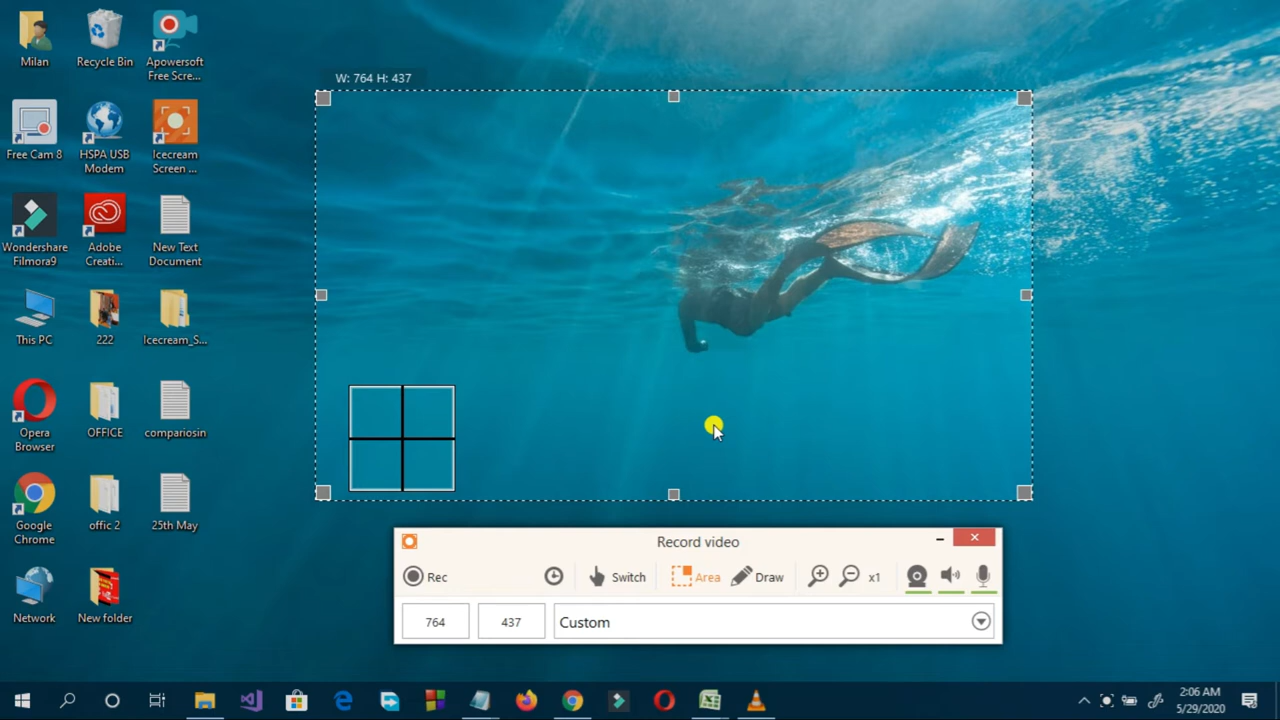 Milan
Recycle Bin
Apowersoft
Free Scre...
Free Cam 8
HSPA USB
Modem
Icecream
Screen ...
Wondershare
Filmora9
Adobe
Creati...
New Text
Document
This PC
222
Icecream_S...
Opera
Browser
OFFICE
compariosin
Google
Chrome
offic 2
25th May
Network
New folder
W: 764 H: 437
Record video
Rec
Switch
Area
Draw
x1
764
437
Custom
2:06 AM
5/29/2020